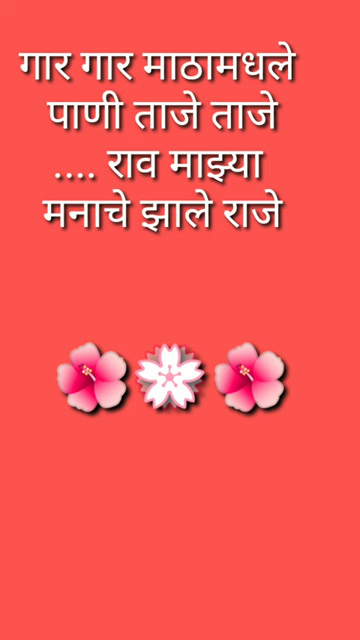 गार गार माठामधले
पाणी ताजे ताजे
.... राव माझ्या
मनाचे झाले राजे